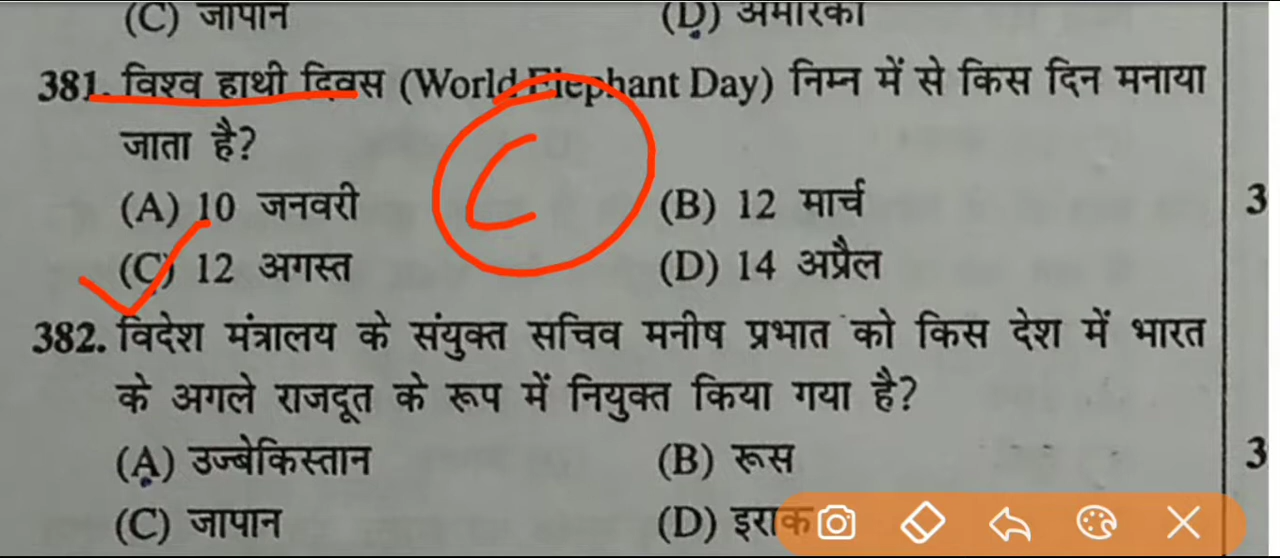 (C) जापान (D) अमेरिका
381. विश्व हाथी दिवस (World Elephant Day) निम्न में से किस दिन मनाया
जाता है?
(A) 10 जनवरी (B) 12 मार्च
3
(C) 12 अगस्त (D) 14 अप्रैल
C
382. विदेश मंत्रालय के संयुक्त सचिव मनीष प्रभात को किस देश में भारत
के अगले राजदूत के रूप में नियुक्त किया गया है?
(A) उज्बेकिस्तान (B) रूस
3
(C) जापान (D) इराक